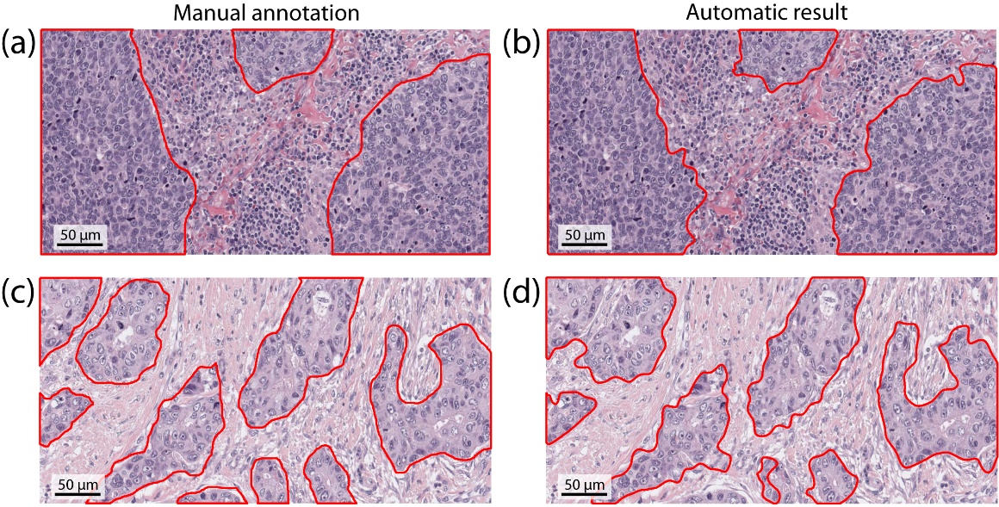 Manual annotation
Automatic result
(a)
(b)
50 µm
50 µm
(c)
(d)
50 µm
50 µm